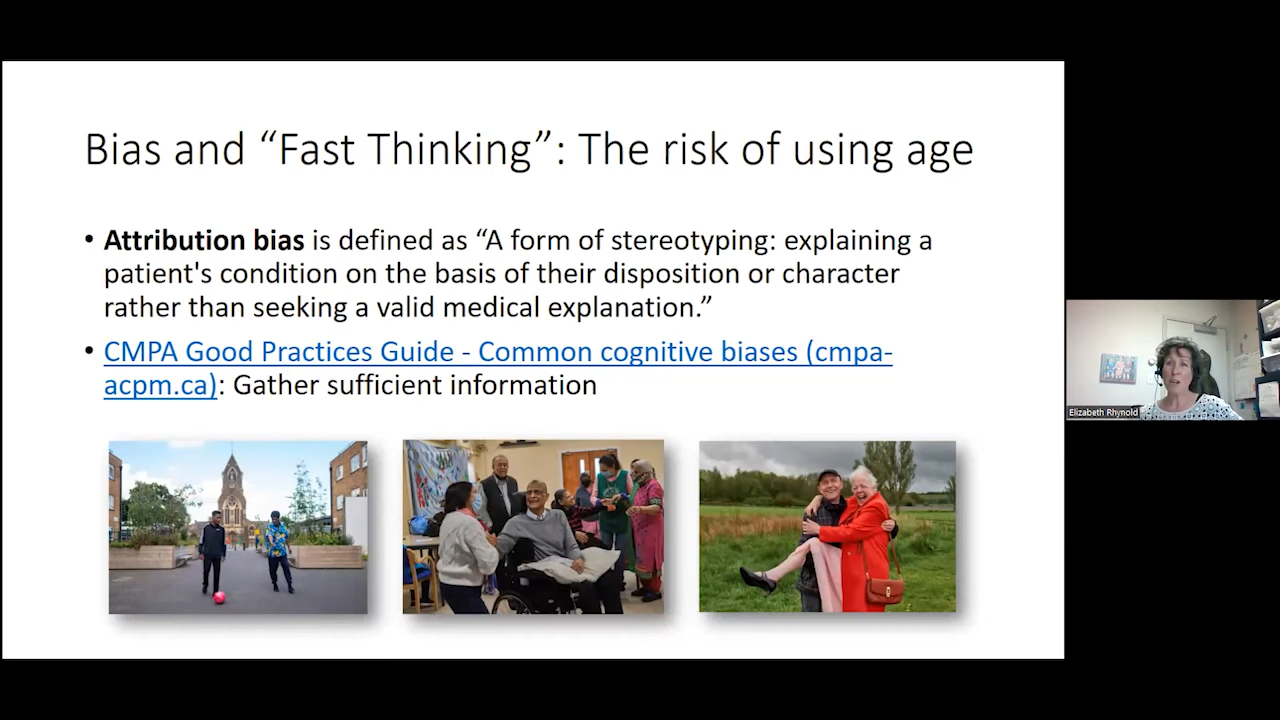 Bias and “Fast Thinking”: The risk of using age
• Attribution bias is defined as “A form of stereotyping: explaining a
patient's condition on the basis of their disposition or character
rather than seeking a valid medical explanation.”
• CMPA Good Practices Guide - Common cognitive biases (cmpa-
acpm.ca): Gather sufficient information
Elizabeth Rhynold